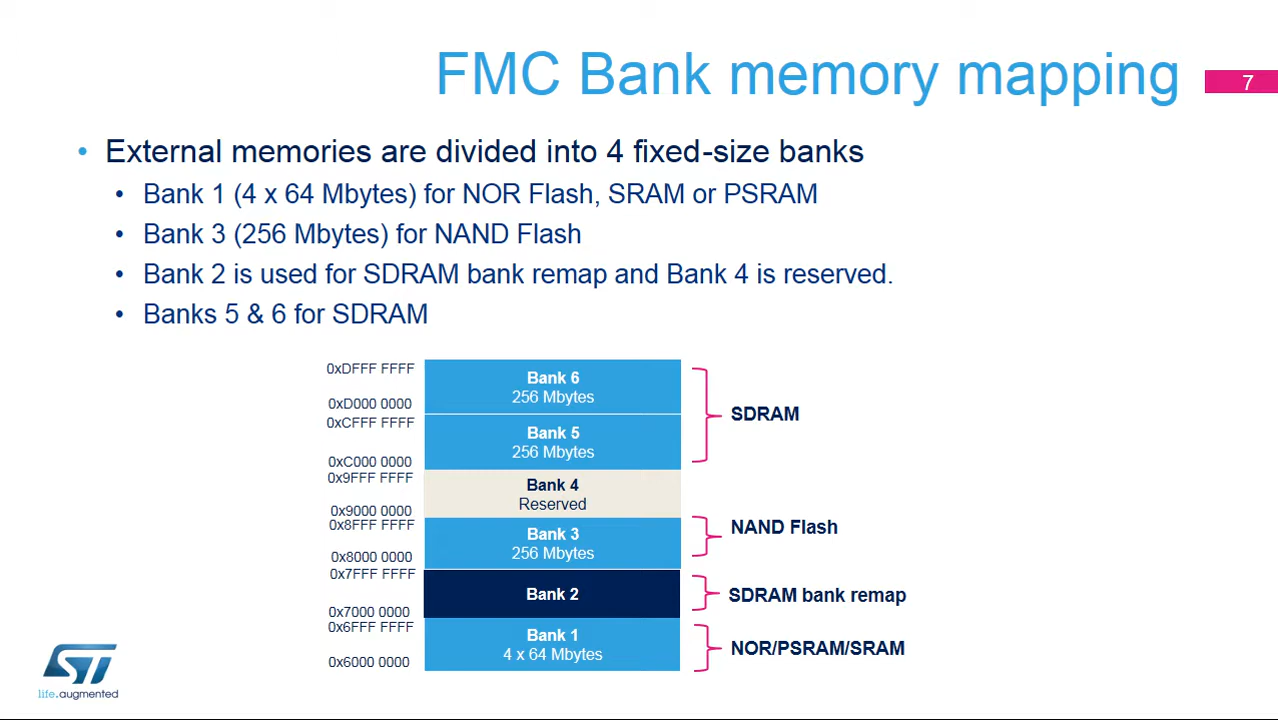 FMC Bank memory mapping
7
• External memories are divided into 4 fixed-size banks
• Bank 1 (4 x 64 Mbytes) for NOR Flash, SRAM or PSRAM
• Bank 3 (256 Mbytes) for NAND Flash
• Bank 2 is used for SDRAM bank remap and Bank 4 is reserved.
• Banks 5 & 6 for SDRAM
0xDFFF FFFF
Bank 6
256 Mbytes
0xD000 0000
SDRAM
0xCFFF FFFF
Bank 5
256 Mbytes
0xC000 0000
0x9FFF FFFF
Bank 4
Reserved
0x9000 0000
0x8FFF FFFF
Bank 3
256 Mbytes
NAND Flash
0x8000 0000
0x7FFF FFFF
Bank 2
SDRAM bank remap
0x7000 0000
0x6FFF FFFF
Bank 1
4 x 64 Mbytes
NOR/PSRAM/SRAM
0x6000 0000
ST
life.augmented